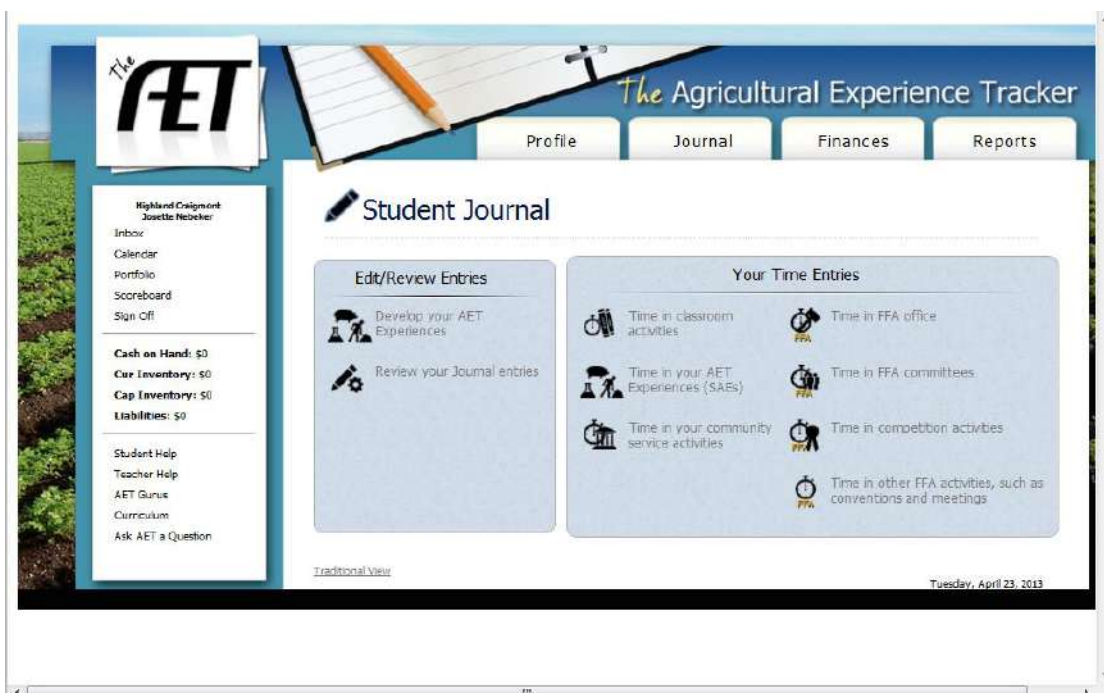 The AET
The Agricultural Experience Tracker
Profile
Journal
Finances
Reports
Highland Craigmont
Josette Nebeker
Inbox
Calendar
Portfolio
Scoreboard
Sign Off
Cash on Hand: $0
Cur Inventory: $0
Cap Inventory: $0
Liabilities: $0
Student Help
Teacher Help
AET Gurus
Curriculum
Ask AET a Question
Student Journal
Edit/Review Entries
Develop your AET
Experiences
Review your Journal entries
Your Time Entries
Time in classroom
activities
Time in your AET
Experiences (SAEs)
Time in your community
service activities
FFA
Time in FFA office
FFA
Time in FFA committees
FFA
Time in competition activities
FFA
Time in other FFA activities, such as
conventions and meetings
Traditional View
Tuesday, April 23, 2013